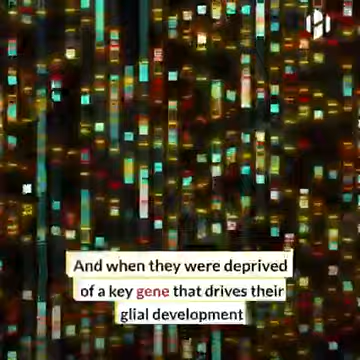 And when they were deprived
of a key gene that drives their
glial development